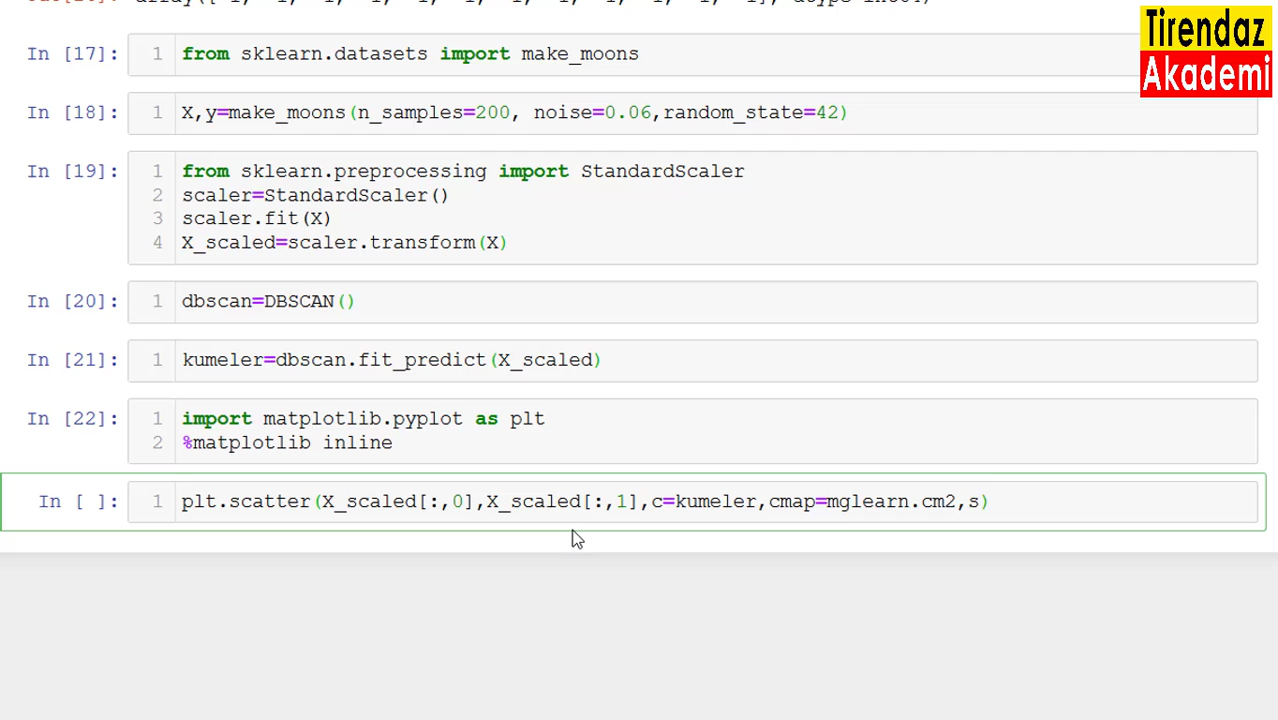 Tirendaz
Akademi
In [17]: 1 from sklearn.datasets import make_moons
In [18]: 1 X,y=make_moons(n_samples=200, noise=0.06,random_state=42)
In [19]: 1 from sklearn.preprocessing import StandardScaler
2 scaler=StandardScaler()
3 scaler.fit(X)
4 X_scaled=scaler.transform(X)
In [20]: 1 dbscan=DBSCAN()
In [21]: 1 kumeler=dbscan.fit_predict(X_scaled)
In [22]: 1 import matplotlib.pyplot as plt
2 %matplotlib inline
In [ ]: 1 plt.scatter(X_scaled[:,0],X_scaled[:,1],c=kumeler,cmap=mglearn.cm2,s)